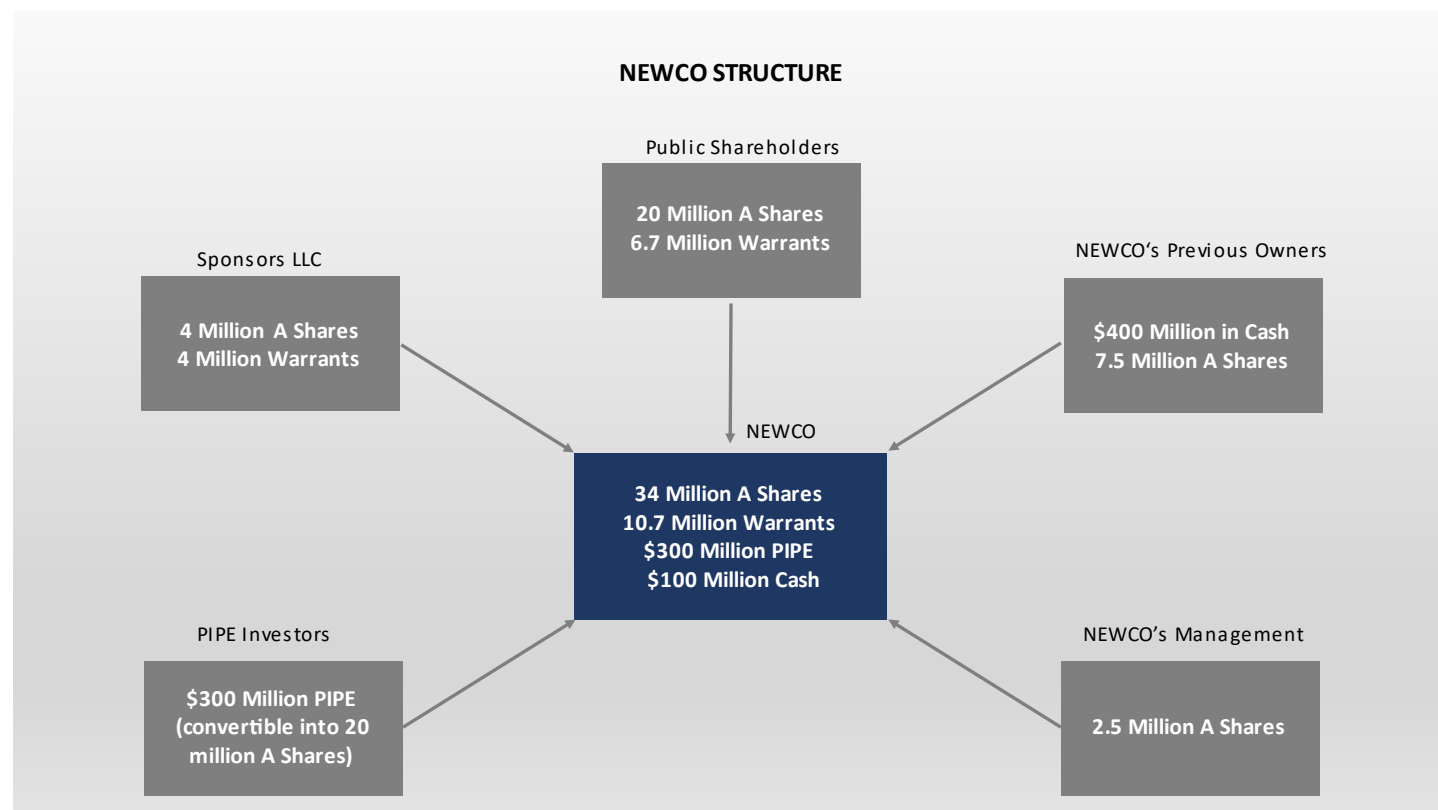 NEWCO STRUCTURE
Public Shareholders
20 Million A Shares
6.7 Million Warrants
Sponsors LLC
4 Million A Shares
4 Million Warrants
NEWCO‘s Previous Owners
$400 Million in Cash
7.5 Million A Shares
NEWCO
34 Million A Shares
10.7 Million Warrants
$300 Million PIPE
$100 Million Cash
PIPE Investors
$300 Million PIPE
(convertible into 20
million A Shares)
NEWCO’s Management
2.5 Million A Shares